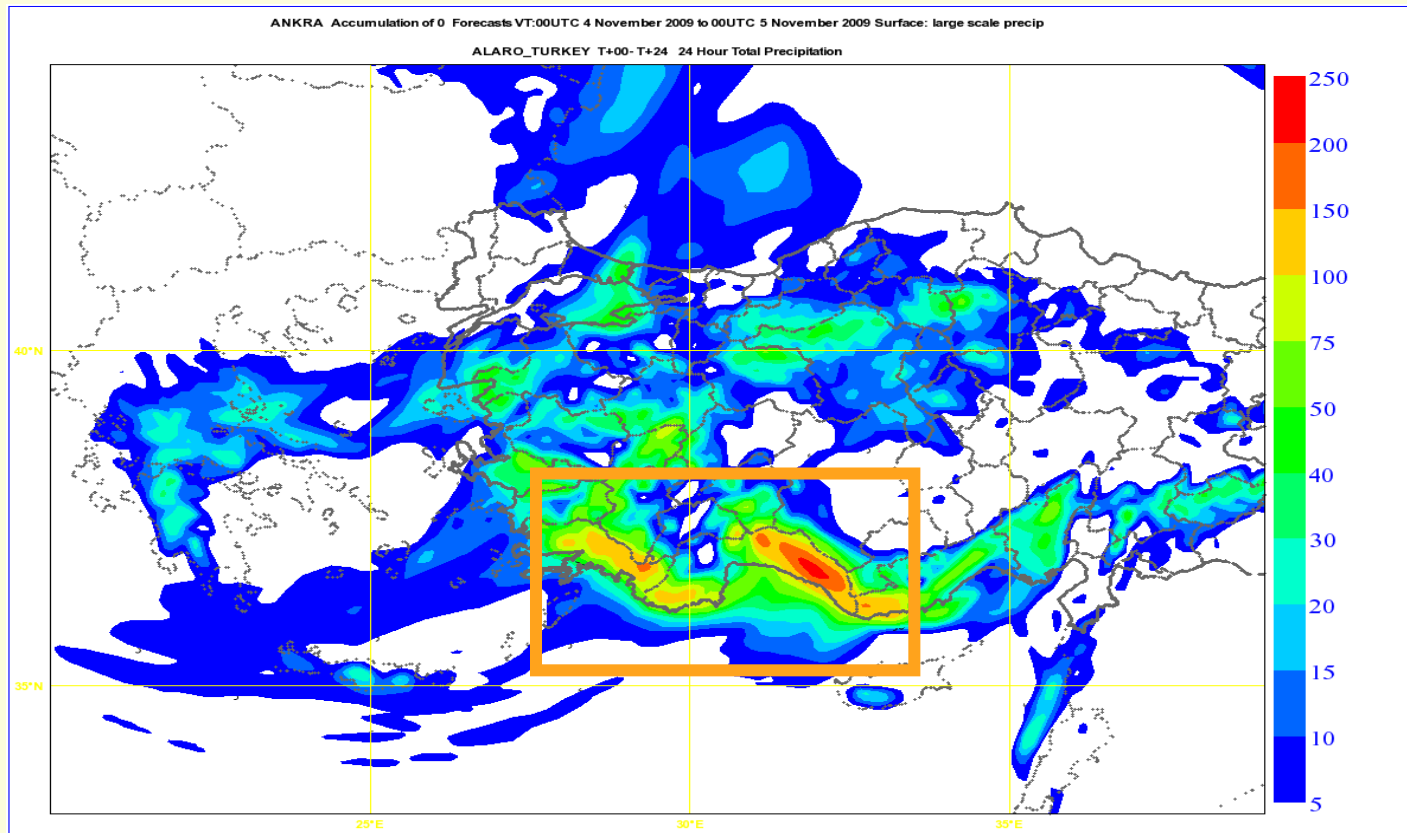 ANKRA Accumulation of 0 Forecasts VT:00UTC 4 November 2009 to 00UTC 5 November 2009 Surface: large scale precip
ALARO_TURKEY T+00- T+24 24 Hour Total Precipitation
250
200
150
100
75
50
40
30
20
15
10
5
40°N
35°N
25°E
30°E
35°E